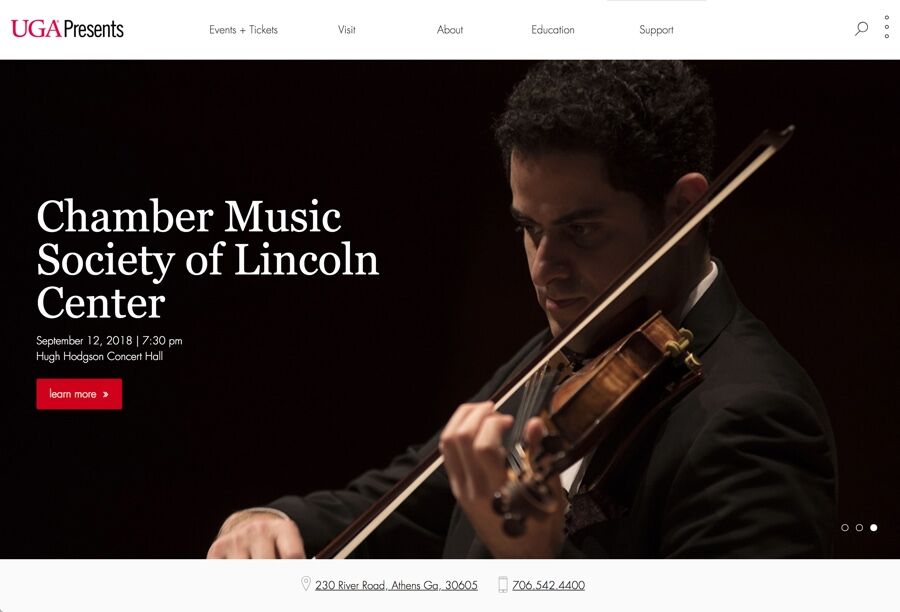 UGA Presents
Events + Tickets
Visit
About
Education
Support
Chamber Music
Society of Lincoln
Center
September 12, 2018 | 7:30 pm
Hugh Hodgson Concert Hall
learn more »
230 River Road, Athens Ga, 30605
706.542.4400